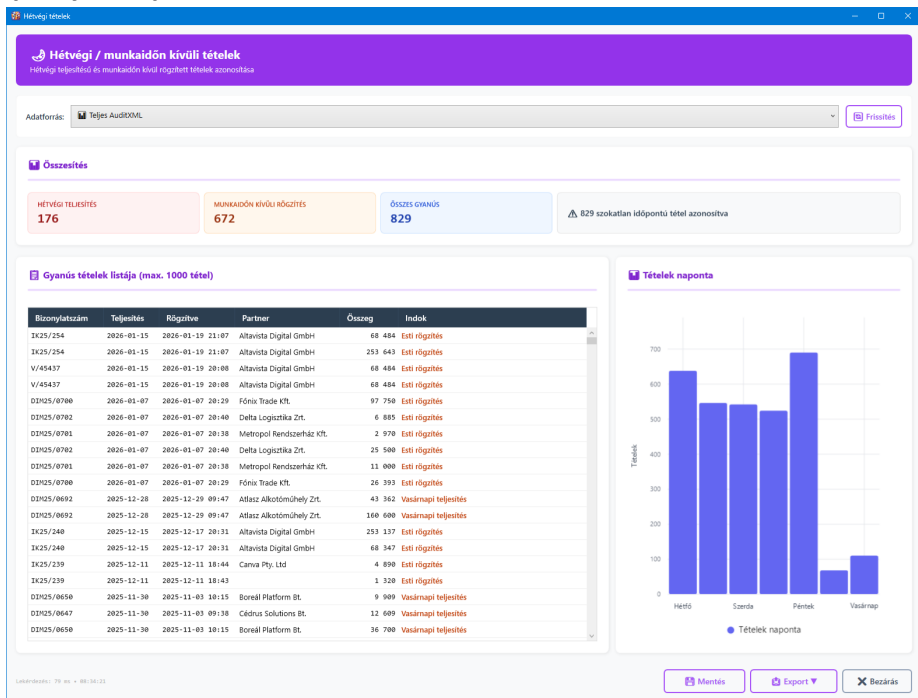 Hétvégi tételek
Hétvégi / munkaidőn kívüli tételek
Hétvégi teljesítésű és munkaidőn kívül rögzített tételek azonosítása
Adatforrás: Teljes AuditXML Frissítés
Összesítés
HÉTVÉGI TELJESÍTÉS MUNKAIDŐN KÍVÜLI RÖGZÍTÉS ÖSSZES GYANÚS
176 672 829 829 szokatlan időpontú tétel azonosítva
Gyanús tételek listája (max. 1000 tétel)
Bizonylatszám Teljesítés Rögzítve Partner Összeg Indok
IK25/254 2026-01-15 2026-01-19 21:07 Altavista Digital GmbH 68 484 Esti rögzítés
IK25/254 2026-01-15 2026-01-19 21:07 Altavista Digital GmbH 253 643 Esti rögzítés
V/45437 2026-01-15 2026-01-19 20:08 Altavista Digital GmbH 68 484 Esti rögzítés
V/45437 2026-01-15 2026-01-19 20:08 Altavista Digital GmbH 68 484 Esti rögzítés
DIM25/0700 2026-01-07 2026-01-07 20:29 Főnix Trade Kft. 97 750 Esti rögzítés
DIM25/0702 2026-01-07 2026-01-07 20:40 Delta Logisztika Zrt. 6 885 Esti rögzítés
DIM25/0701 2026-01-07 2026-01-07 20:38 Metropol Rendszerház Kft. 2 970 Esti rögzítés
DIM25/0702 2026-01-07 2026-01-07 20:40 Delta Logisztika Zrt. 25 500 Esti rögzítés
DIM25/0701 2026-01-07 2026-01-07 20:38 Metropol Rendszerház Kft. 11 000 Esti rögzítés
DIM25/0700 2026-01-07 2026-01-07 20:29 Főnix Trade Kft. 26 393 Esti rögzítés
DIM25/0692 2025-12-28 2025-12-29 09:47 Atlasz Alkotóműhely Zrt. 43 362 Vasárnapi teljesítés
DIM25/0692 2025-12-28 2025-12-29 09:47 Atlasz Alkotóműhely Zrt. 160 600 Vasárnapi teljesítés
IK25/240 2025-12-15 2025-12-17 20:31 Altavista Digital GmbH 253 137 Esti rögzítés
IK25/240 2025-12-15 2025-12-17 20:31 Altavista Digital GmbH 68 347 Esti rögzítés
IK25/239 2025-12-11 2025-12-11 18:44 Canva Pty. Ltd 4 890 Esti rögzítés
IK25/239 2025-12-11 2025-12-11 18:43 1 320 Esti rögzítés
DIM25/0650 2025-11-30 2025-11-03 10:15 Boreál Platform Bt. 9 909 Vasárnapi teljesítés
DIM25/0647 2025-11-30 2025-11-03 09:38 Cédrus Solutions Bt. 12 609 Vasárnapi teljesítés
DIM25/0650 2025-11-30 2025-11-03 10:15 Boreál Platform Bt. 36 700 Vasárnapi teljesítés
Tételek naponta
700
600
500
400
300
200
100
0
Tételek
Hétfő Szerda Péntek Vasárnap
Tételek naponta
Lekérdezés: 79 ms • 08:34:21
Mentés Export ▼ Bezárás